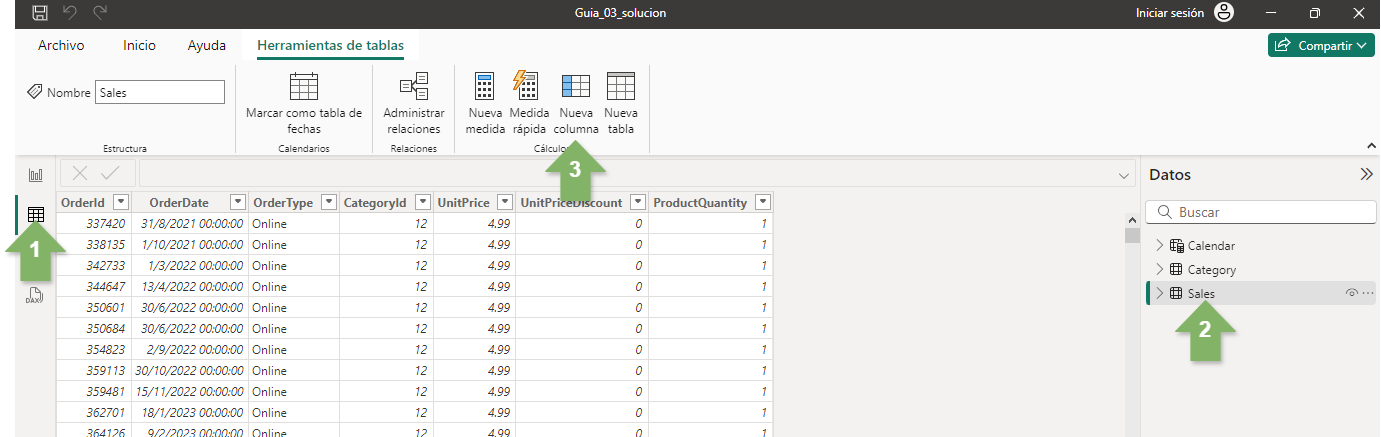 Guia_03_solucion
Iniciar sesión
Archivo Inicio Ayuda Herramientas de tablas
Compartir
Nombre Sales
Marcar como tabla de
fechas
Administrar
relaciones
Nueva
medida
Medida
rápida
Nueva
columna
Nueva
tabla
Estructura Calendarios Relaciones
3
Datos
OrderId OrderDate OrderType CategoryId UnitPrice UnitPriceDiscount ProductQuantity
337420 31/8/2021 00:00:00 Online 12 4.99 0 1
338135 1/10/2021 00:00:00 Online 12 4.99 0 1
342733 1/3/2022 00:00:00 Online 12 4.99 0 1
344647 13/4/2022 00:00:00 Online 12 4.99 0 1
350601 30/6/2022 00:00:00 Online 12 4.99 0 1
350684 30/6/2022 00:00:00 Online 12 4.99 0 1
354823 2/9/2022 00:00:00 Online 12 4.99 0 1
359113 30/10/2022 00:00:00 Online 12 4.99 0 1
359481 15/11/2022 00:00:00 Online 12 4.99 0 1
362701 18/1/2023 00:00:00 Online 12 4.99 0 1
364126 9/2/2023 00:00:00 Online 12 4.99 0 1
1
DAX
Buscar
Calendar
Category
Sales
2